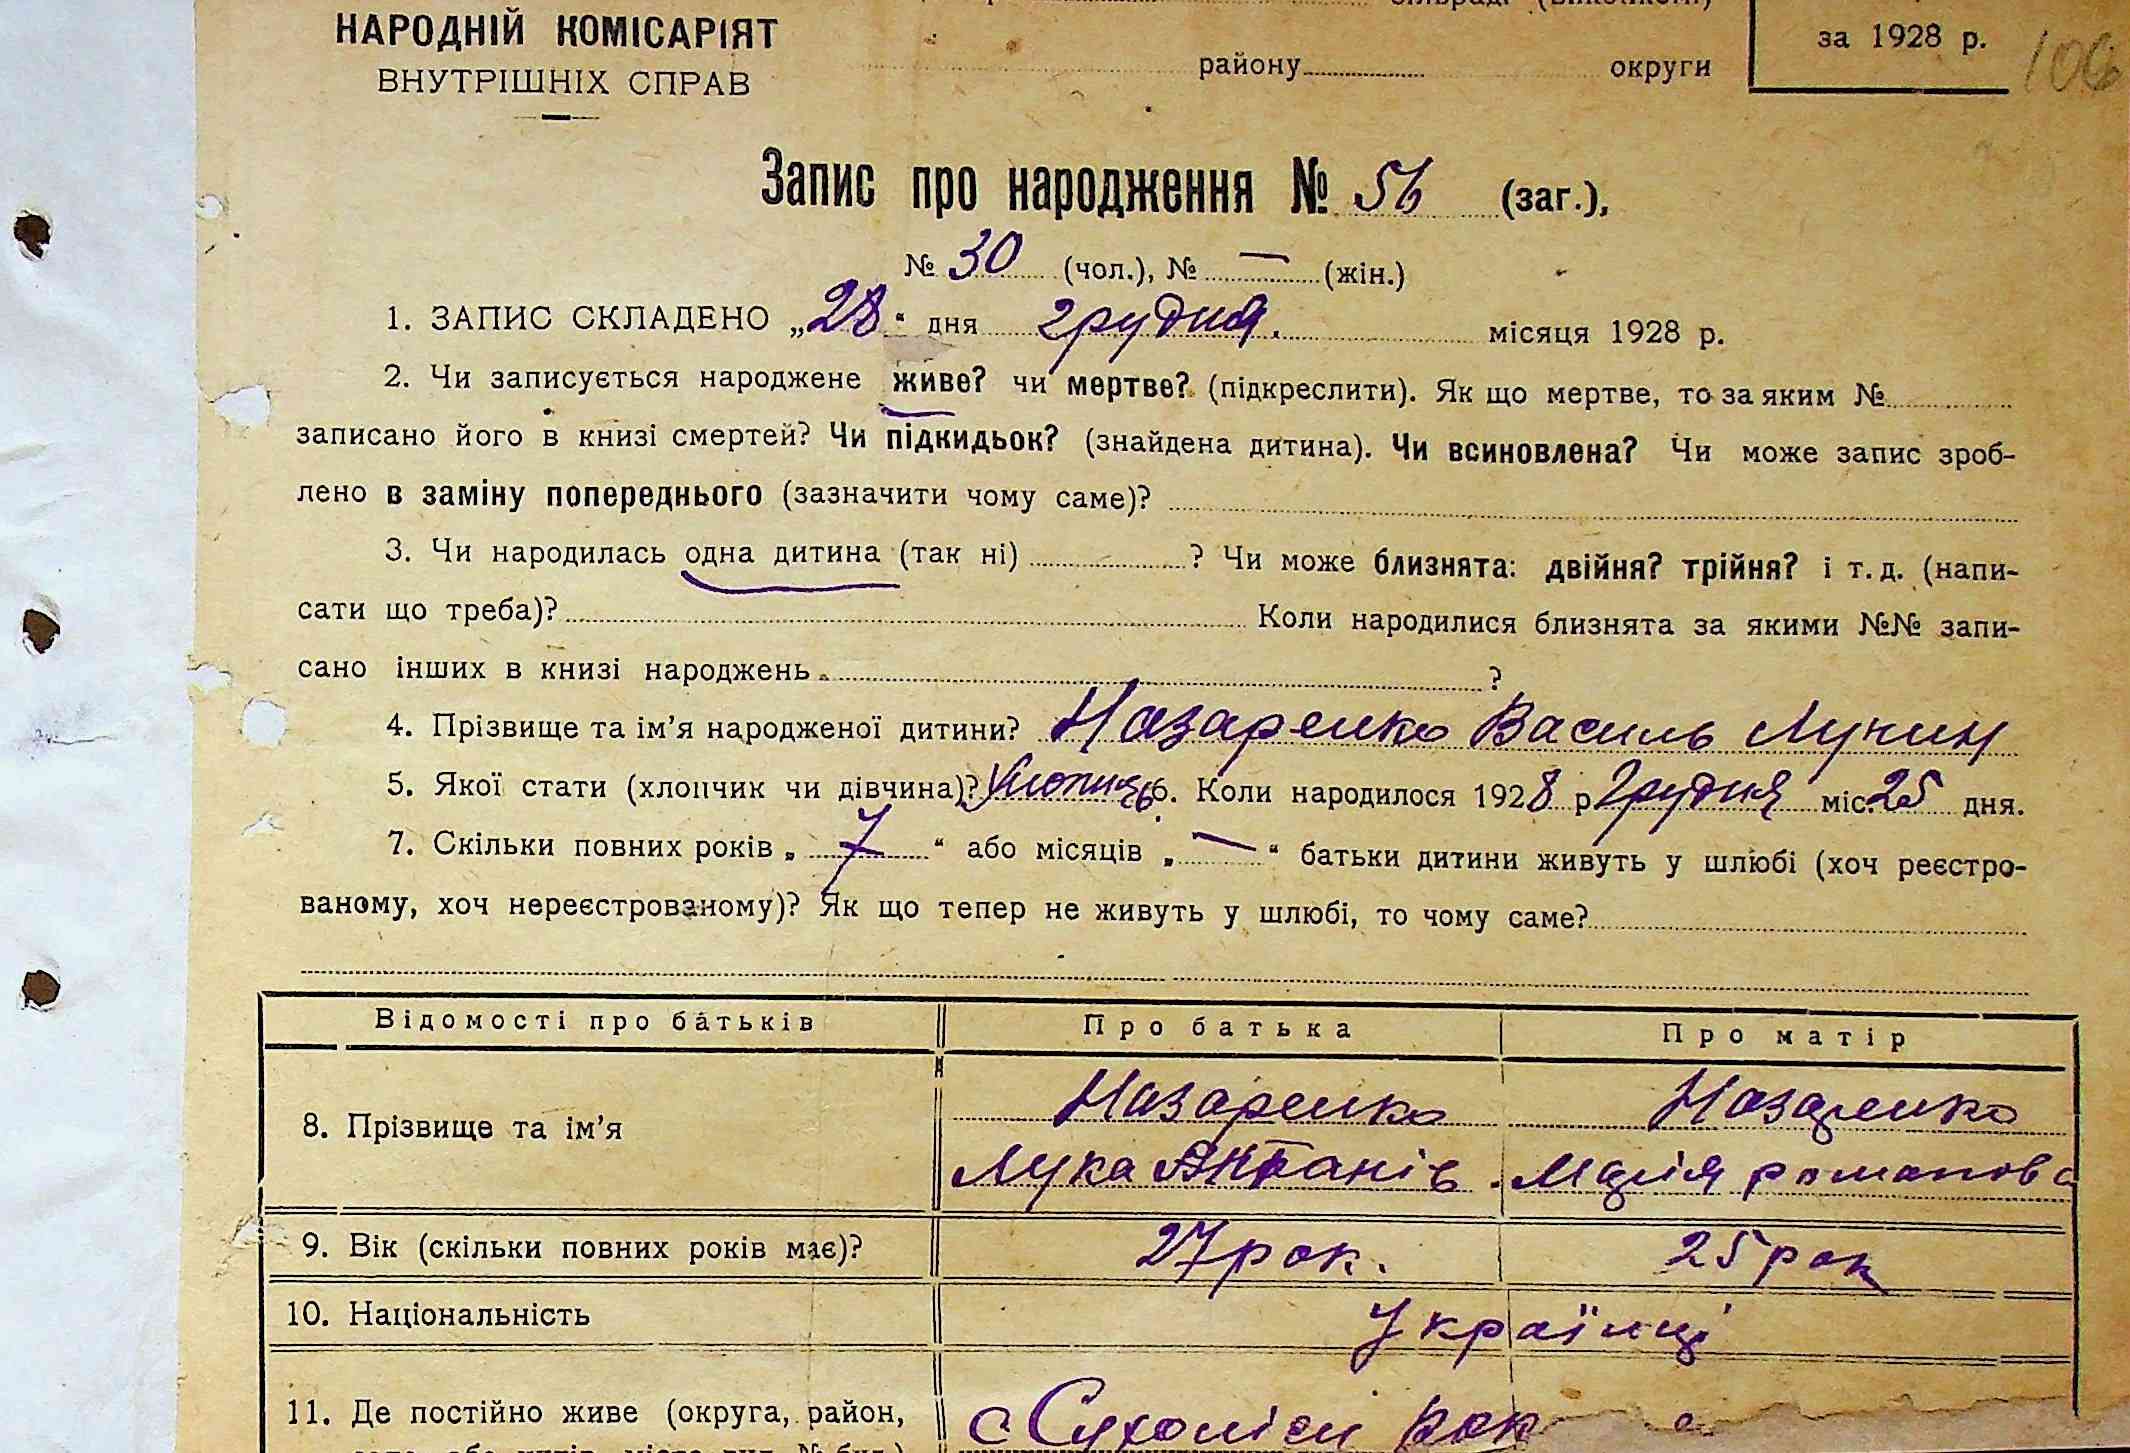 НАРОДНІЙ КОМІСАРІЯТ
ВНУТРІШНІХ СПРАВ
району округи
за 1928 р.
106
Запис про народження № 56 (заг.),
№ 30 (чол.), № — (жін.)
1. ЗАПИС СКЛАДЕНО „28“ дня грудня. місяця 1928 р.
2. Чи записується народжене живе? чи мертве? (підкреслити). Як що мертве, то за яким №
записано його в книзі смертей? Чи підкидьок? (знайдена дитина). Чи всиновлена? Чи може запис зроб-
лено в заміну попереднього (зазначити чому саме)?
3. Чи народилась одна дитина (так ні) ? Чи може близнята: двійня? трійня? і т. д. (напи-
сати що треба)? Коли народилися близнята за якими №№ запи-
сано інших в книзі народжень ?
4. Прізвище та ім’я народженої дитини? Назаренко Василь Лучин
5. Якої стати (хлопчик чи дівчина)? Хлопиць 6. Коли народилося 1928 р грудня міс. 25 дня.
7. Скільки повних років „ 7 “ або місяців „ — “ батьки дитини живуть у шлюбі (хоч реєстро-
ваному, хоч нереєстрованому)? Як що тепер не живуть у шлюбі, то чому саме?
Відомості про батьків Про батька Про матір
8. Прізвище та ім’я
Назаренко Назаренко
Лука Марія романова
9. Вік (скільки повних років має)? 27 рок. 25 рок
10. Національність Українці
11. Де постійно живе (округа, район, с Сухоліси Рок